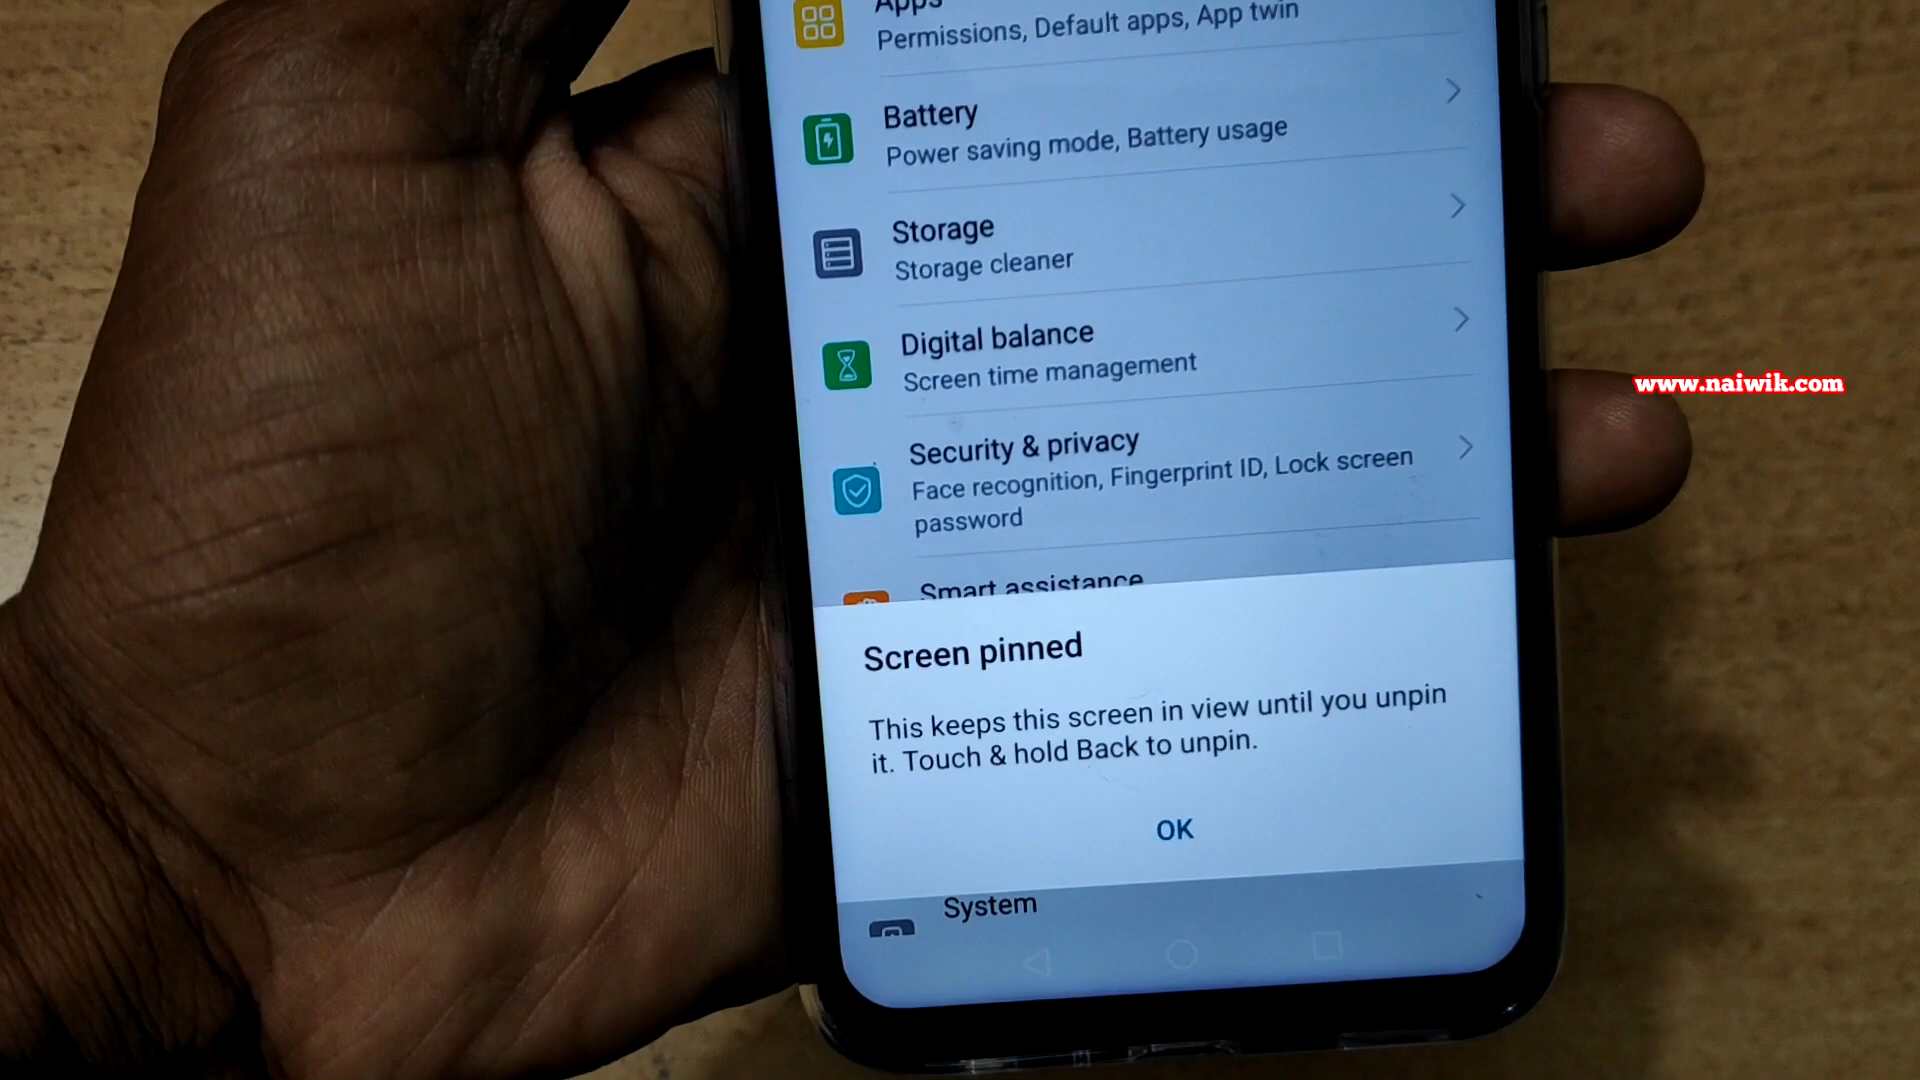 Apps
Permissions, Default apps, App twin
Battery
Power saving mode, Battery usage
Storage
Storage cleaner
Digital balance
Screen time management
Security & privacy
Face recognition, Fingerprint ID, Lock screen
password
Smart assistance
Screen pinned
This keeps this screen in view until you unpin
it. Touch & hold Back to unpin.
OK
System
www.naiwik.com